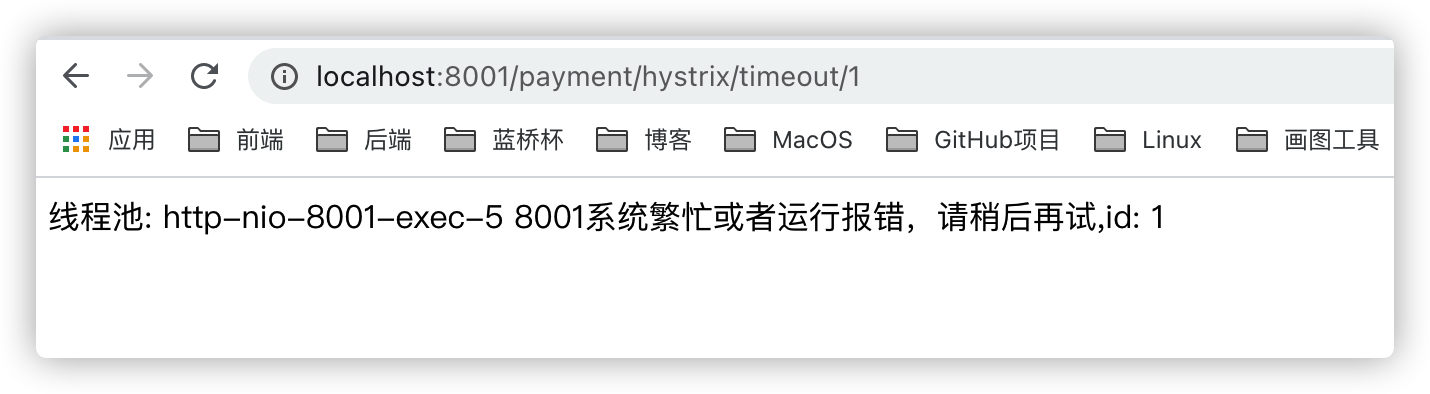 localhost:8001/payment/hystrix/timeout/1
应用 前端 后端 蓝桥杯 博客 MacOS GitHub项目 Linux 画图工具
线程池: http-nio-8001-exec-5 8001系统繁忙或者运行报错，请稍后再试,id: 1